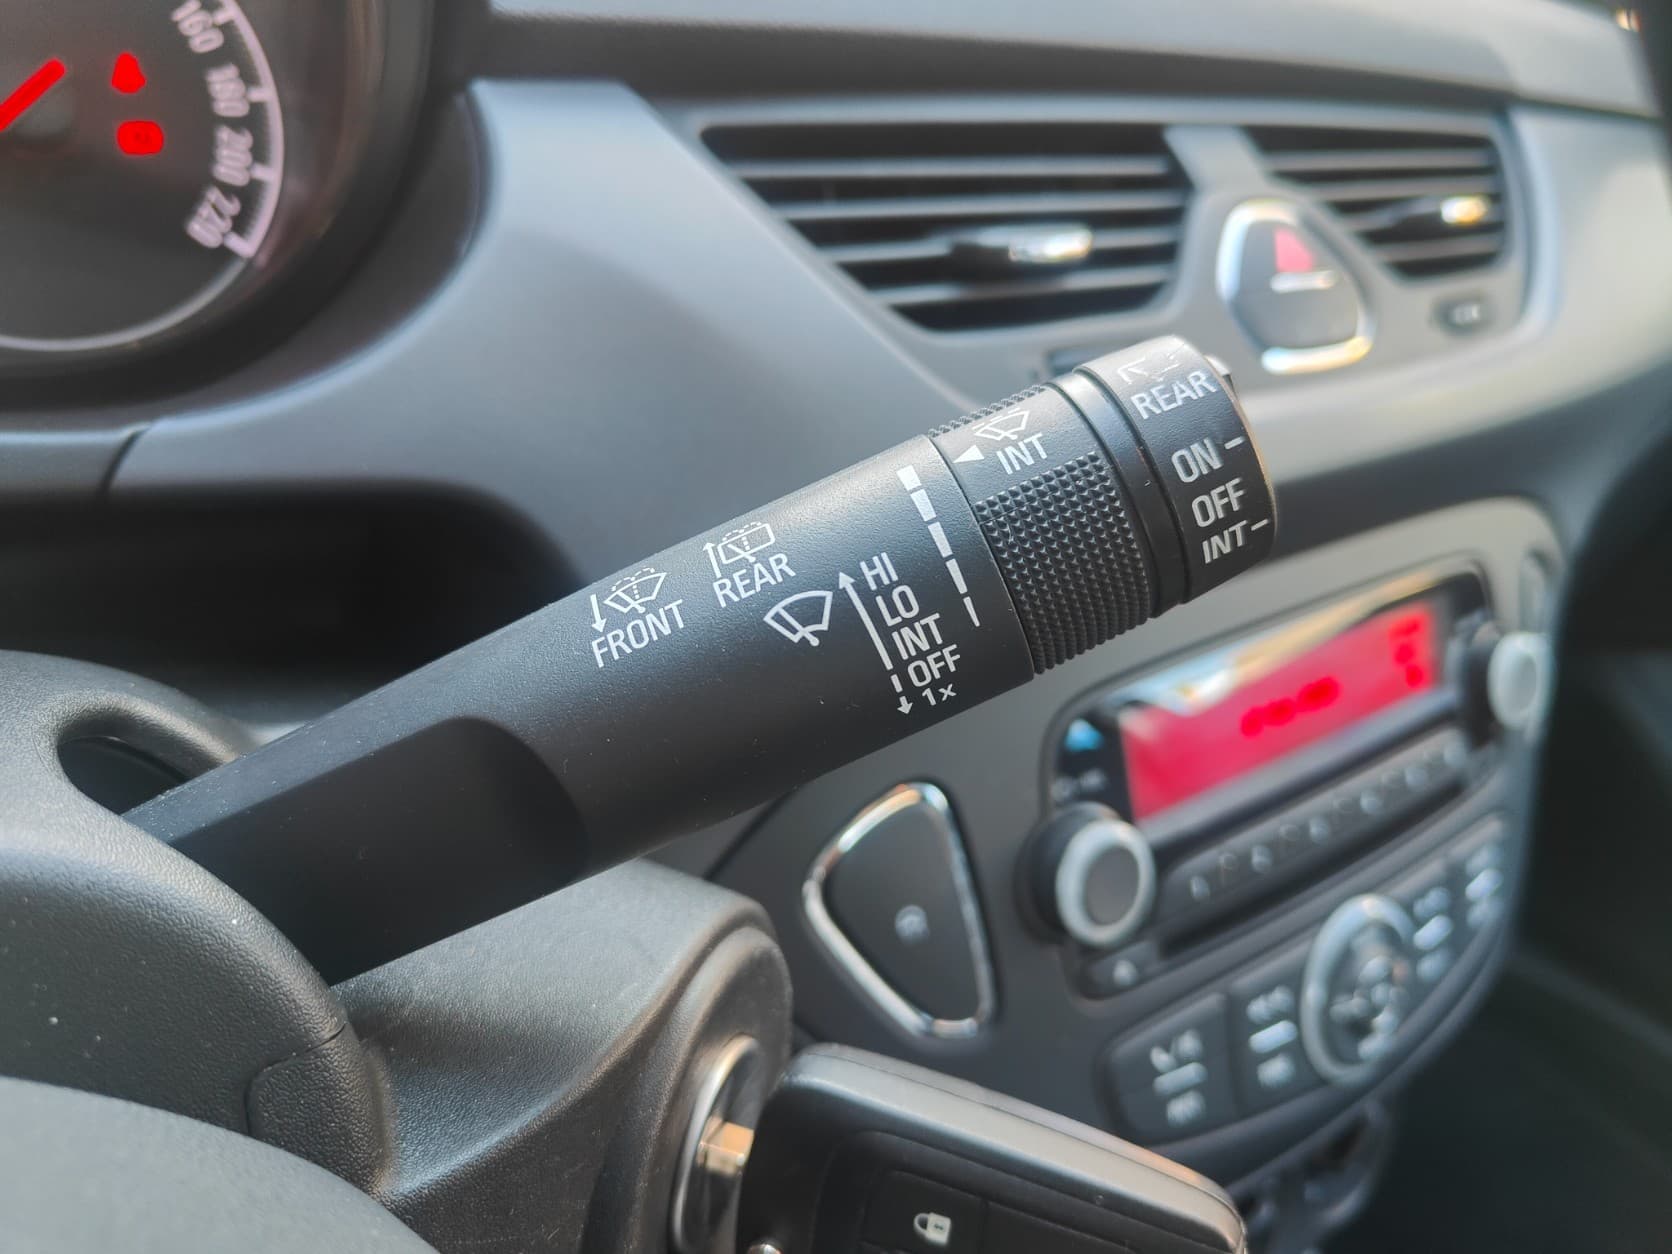 160
180
200
220
REAR
ON
OFF
INT
INT
HI
LO
INT
OFF
1x
REAR
FRONT